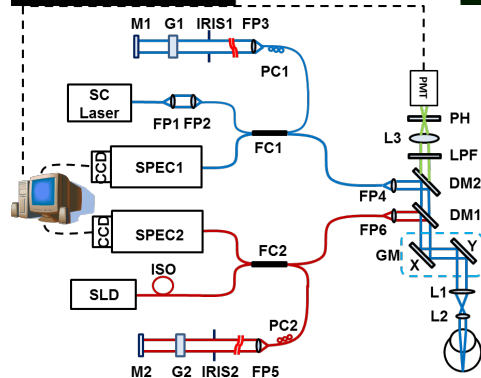 M1 G1 IRIS1 FP3
PC1
SC
Laser
FP1 FP2
FC1
CCD
SPEC1
PMT
PH
L3
LPF
DM2
FP4
DM1
FP6
CCD
SPEC2
FC2
GM
X
Y
ISO
SLD
L1
L2
PC2
M2 G2 IRIS2 FP5